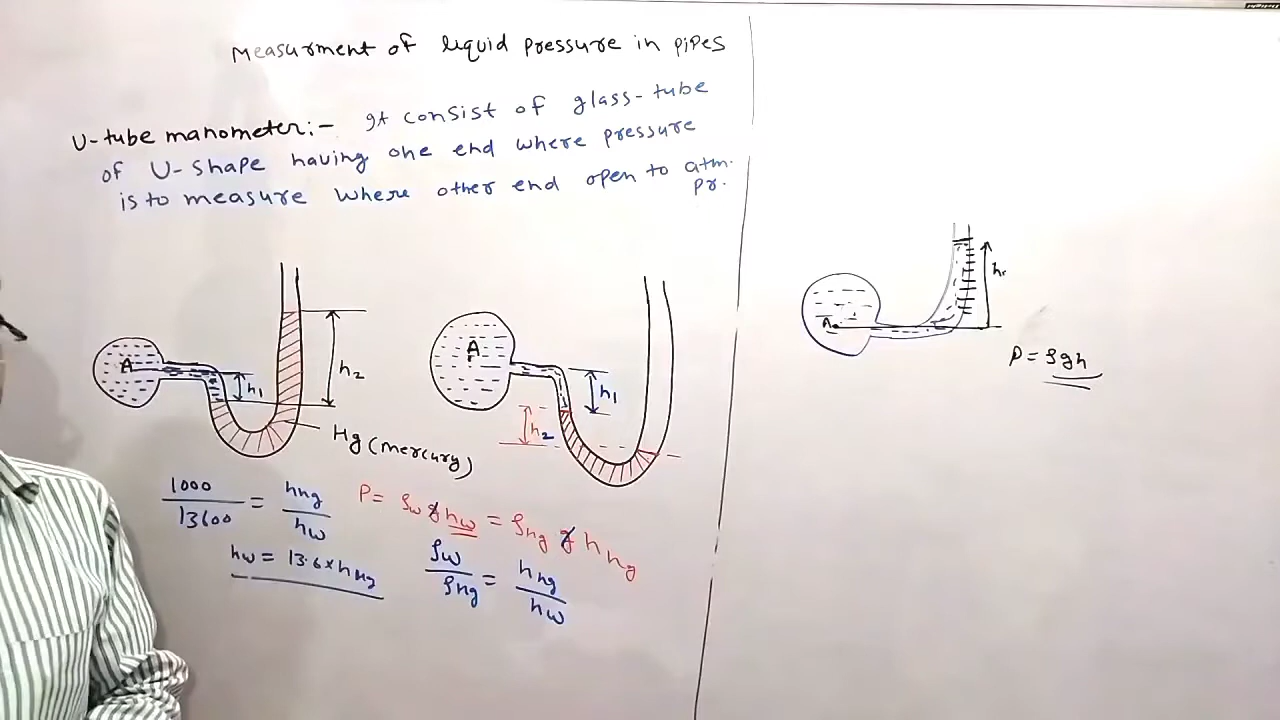 Measurment of liquid pressure in pipes
U-tube manometer:- It consist of glass-tube
of U-shape having one end where pressure
is to measure where other end open to atm.
pr.
A
h1
h2
Hg (mercury)
A
h1
h2
1000/13600 = hHg/hw
hw = 13.6 x hHg
P = ρw g hw = ρHg g hHg
ρw/ρHg = hHg/hw
A
h
P = ρgh